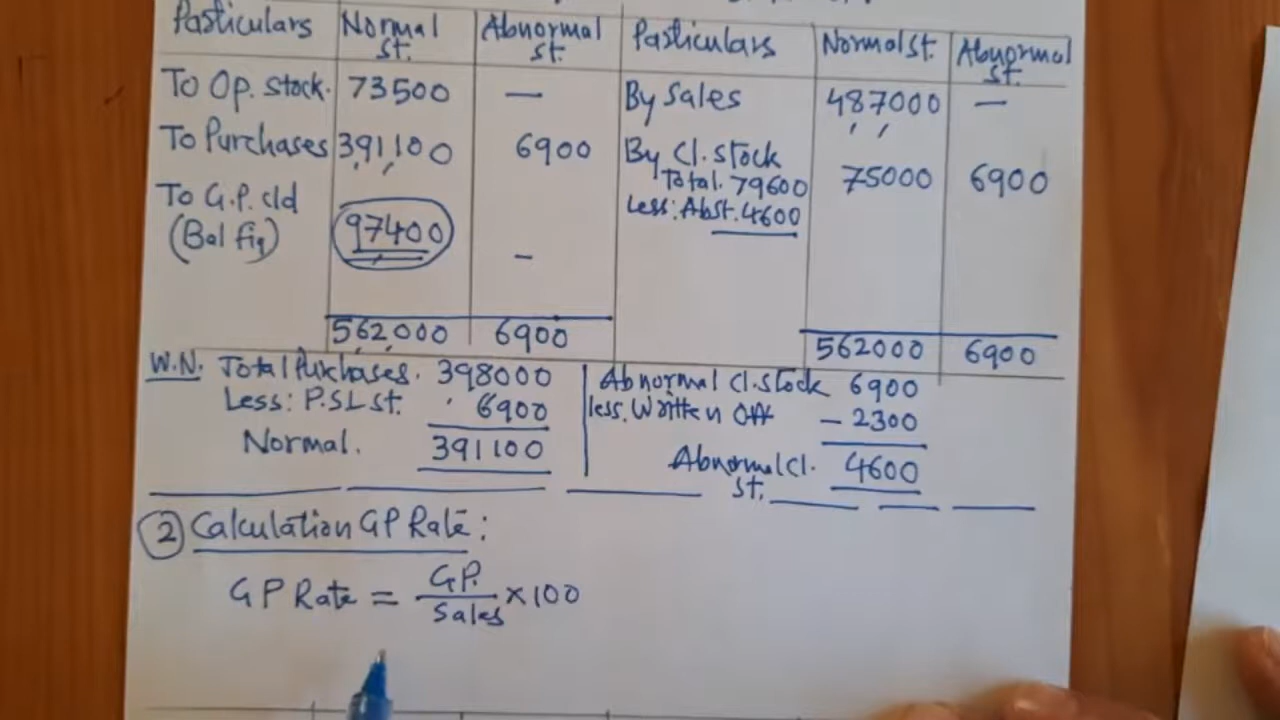 Particulars | Normal st. | Abnormal st. | Particulars | Normal st. | Abnormal st.
To Op. stock. | 73500 | — | By Sales | 487000 | —
To Purchases | 391100 | 6900 | By Cl. stock | 75000 | 6900
Total. 79600
Less: Abst. 4600
To G.P. c/d
(Bal fig) | 97400 | –
562,000 | 6900 | 562000 | 6900
W.N. Total Purchases. 398000 | Abnormal Cl. stock 6900
Less: P.SL st. 6900 | less. Written Off – 2300
Normal. 391100 | Abnormal Cl. st. 4600
② Calculation GP Rate:
GP Rate = GP. / Sales × 100